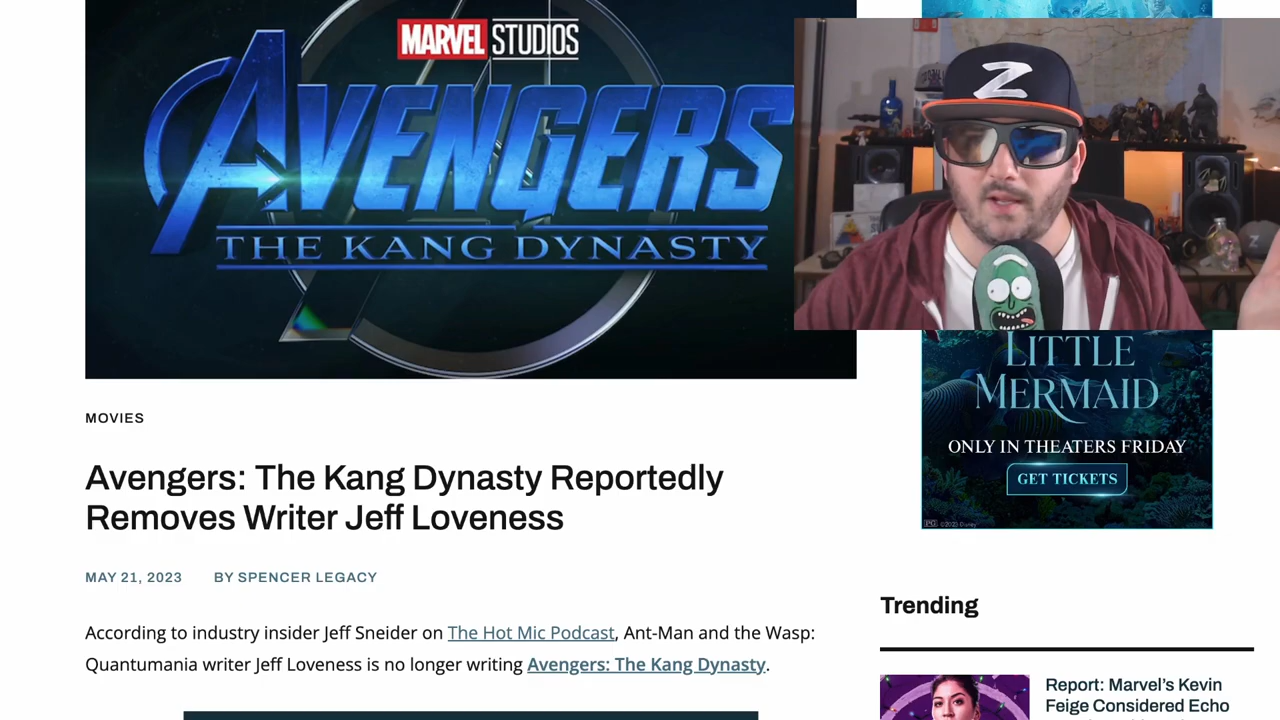 MARVEL STUDIOS
AVENGERS
THE KANG DYNASTY
Z
LITTLE
MERMAID
ONLY IN THEATERS FRIDAY
GET TICKETS
PG ©2023 Disney
MOVIES
Avengers: The Kang Dynasty Reportedly
Removes Writer Jeff Loveness
MAY 21, 2023 BY SPENCER LEGACY
According to industry insider Jeff Sneider on The Hot Mic Podcast, Ant-Man and the Wasp:
Quantumania writer Jeff Loveness is no longer writing Avengers: The Kang Dynasty.
Trending
Report: Marvel’s Kevin
Feige Considered Echo